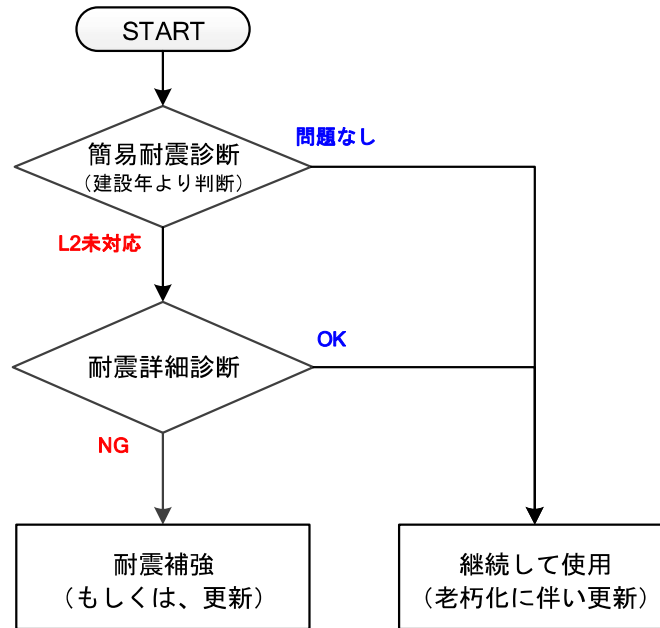 START
問題なし
簡易耐震診断
（建設年より判断）
L2未対応
OK
耐震詳細診断
NG
耐震補強
（もしくは、更新）
継続して使用
（老朽化に伴い更新）